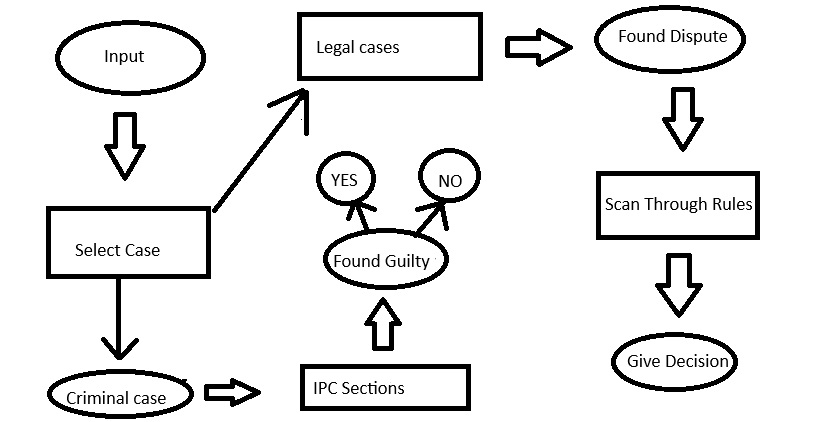 Input
Legal cases
Found Dispute
Select Case
YES
NO
Scan Through Rules
Found Guilty
Criminal case
IPC Sections
Give Decision